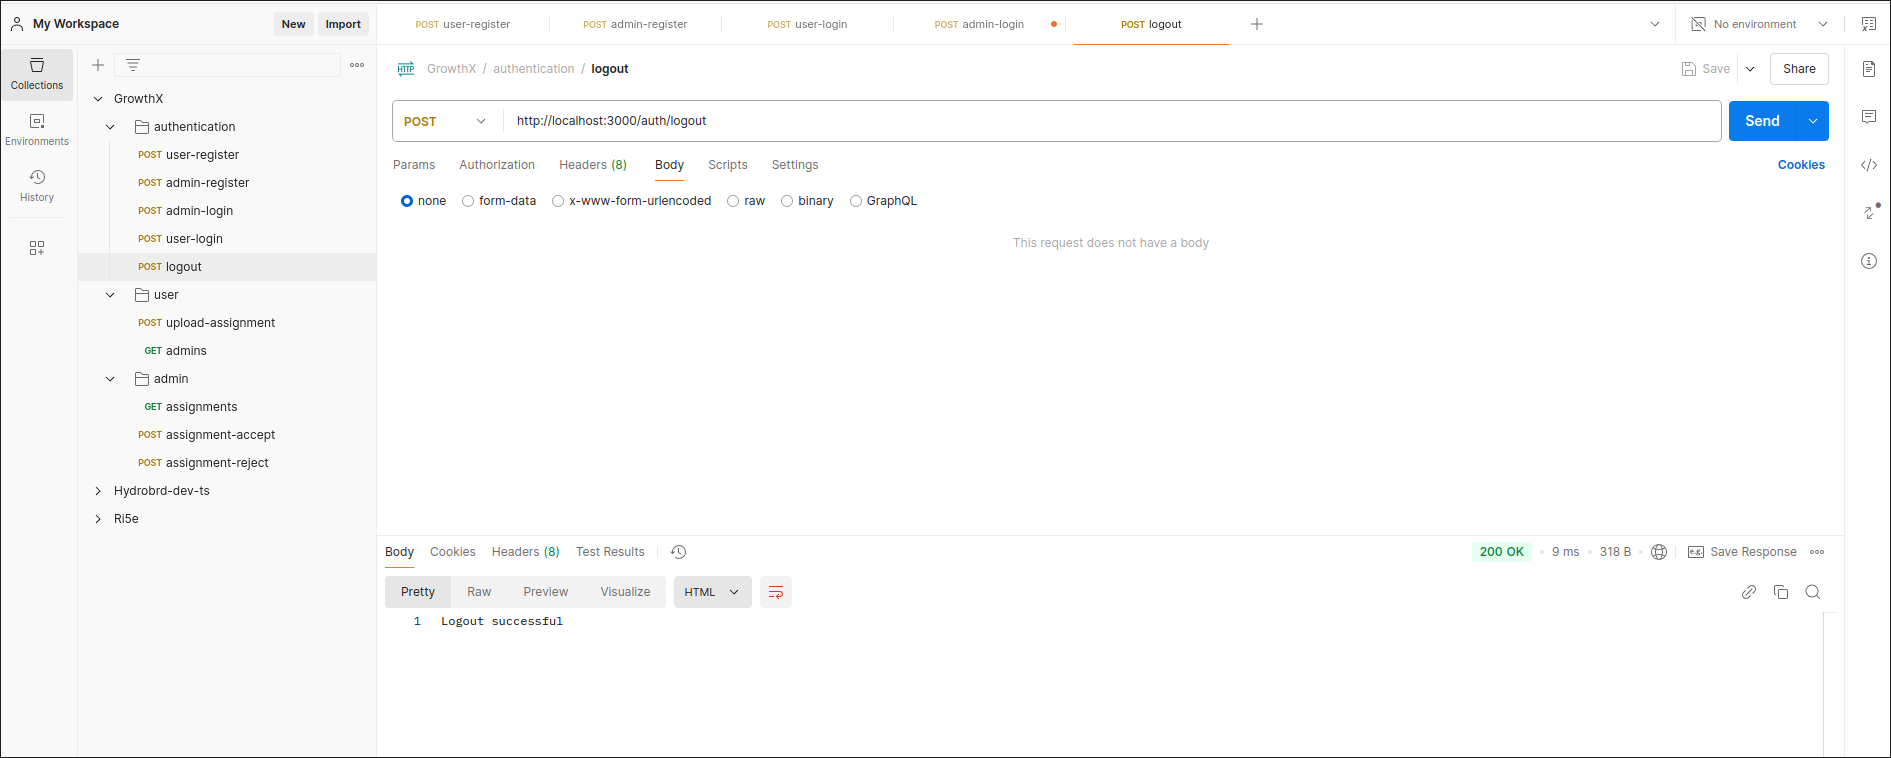 My Workspace
New
Import
POST user-register
POST admin-register
POST user-login
POST admin-login
POST logout
No environment
Collections
Environments
History
GrowthX
authentication
POST user-register
POST admin-register
POST admin-login
POST user-login
POST logout
user
POST upload-assignment
GET admins
admin
GET assignments
POST assignment-accept
POST assignment-reject
Hydrobrd-dev-ts
Ri5e
HTTP GrowthX / authentication / logout
Save
Share
POST http://localhost:3000/auth/logout
Send
Params Authorization Headers (8) Body Scripts Settings
Cookies
none form-data x-www-form-urlencoded raw binary GraphQL
This request does not have a body
Body Cookies Headers (8) Test Results
200 OK • 9 ms • 318 B
e.g. Save Response
Pretty Raw Preview Visualize HTML
1 Logout successful